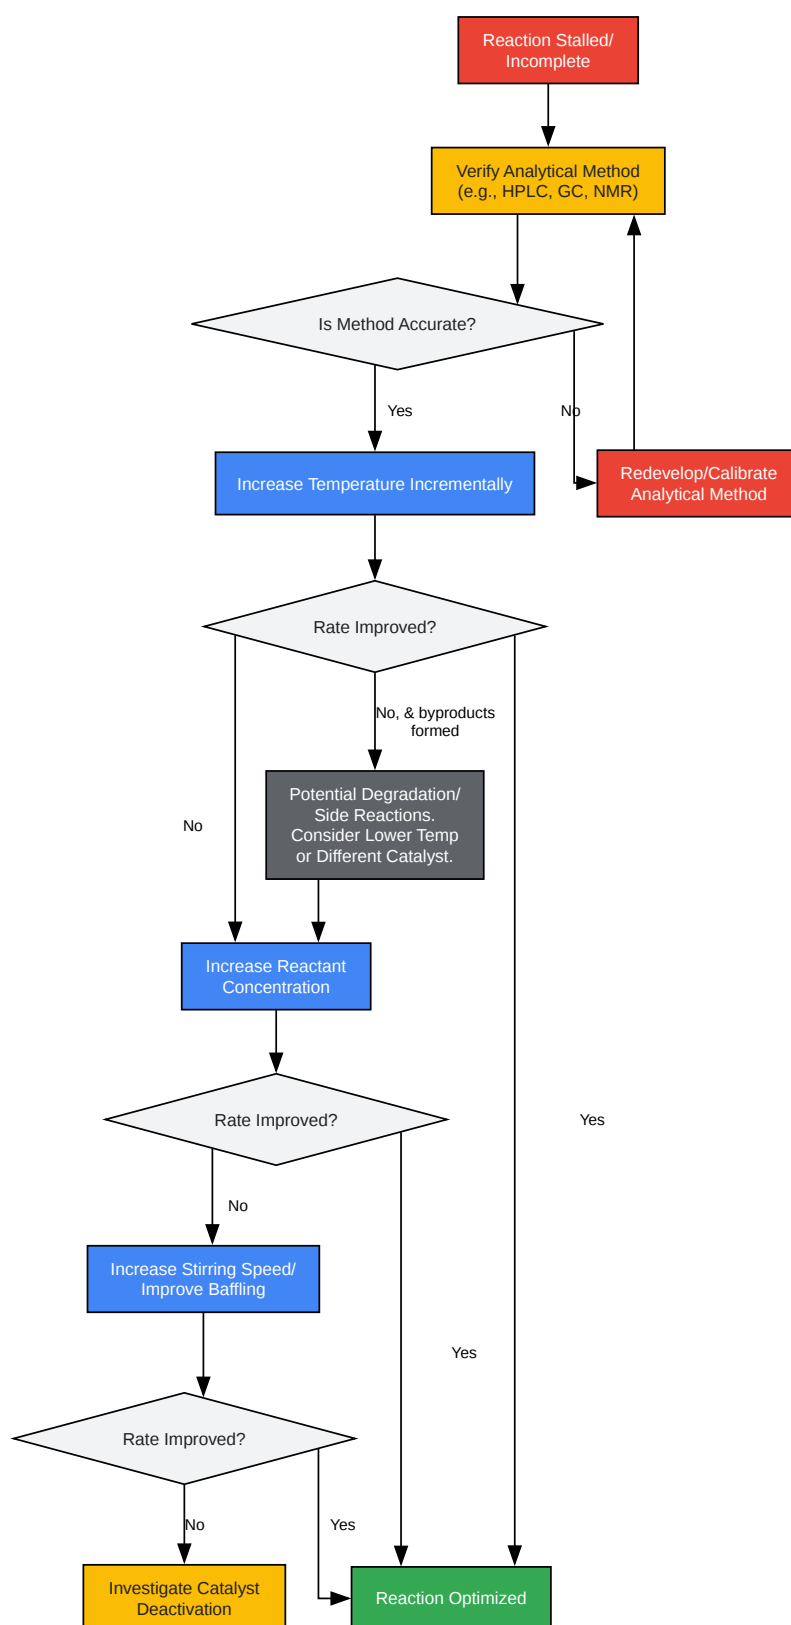 Reaction Stalled/
Incomplete
Verify Analytical Method
(e.g., HPLC, GC, NMR)
Is Method Accurate?
Yes
No
Increase Temperature Incrementally
Redevelop/Calibrate
Analytical Method
Rate Improved?
No, & byproducts
formed
Potential Degradation/
Side Reactions.
Consider Lower Temp
or Different Catalyst.
No
Increase Reactant
Concentration
Rate Improved?
Yes
No
Increase Stirring Speed/
Improve Baffling
Yes
Rate Improved?
No
Yes
Investigate Catalyst
Deactivation
Reaction Optimized